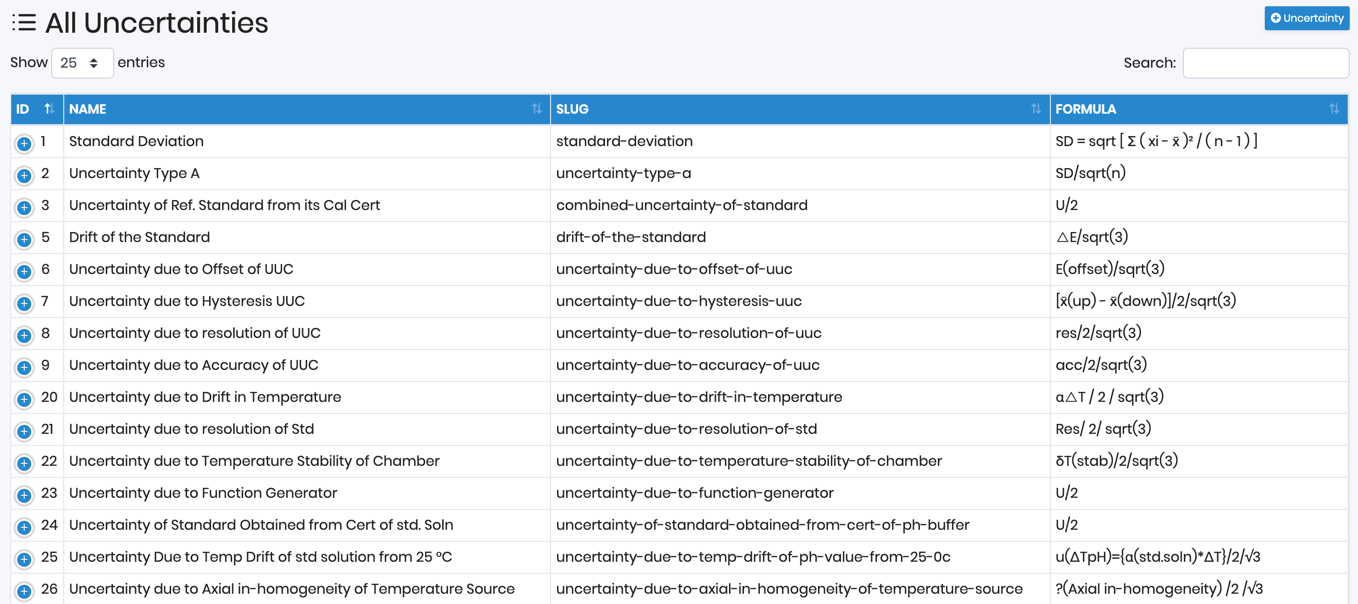 All Uncertainties
Uncertainty
Show 25 entries
Search:
ID NAME SLUG FORMULA
1 Standard Deviation standard-deviation SD = sqrt [ Σ ( xi - x̄ )² / ( n - 1 ) ]
2 Uncertainty Type A uncertainty-type-a SD/sqrt(n)
3 Uncertainty of Ref. Standard from its Cal Cert combined-uncertainty-of-standard U/2
5 Drift of the Standard drift-of-the-standard △E/sqrt(3)
6 Uncertainty due to Offset of UUC uncertainty-due-to-offset-of-uuc E(offset)/sqrt(3)
7 Uncertainty due to Hysteresis UUC uncertainty-due-to-hysteresis-uuc [x̄(up) - x̄(down)]/2/sqrt(3)
8 Uncertainty due to resolution of UUC uncertainty-due-to-resolution-of-uuc res/2/sqrt(3)
9 Uncertainty due to Accuracy of UUC uncertainty-due-to-accuracy-of-uuc acc/2/sqrt(3)
20 Uncertainty due to Drift in Temperature uncertainty-due-to-drift-in-temperature α△T / 2 / sqrt(3)
21 Uncertainty due to resolution of Std uncertainty-due-to-resolution-of-std Res/ 2/ sqrt(3)
22 Uncertainty due to Temperature Stability of Chamber uncertainty-due-to-temperature-stability-of-chamber δT(stab)/2/sqrt(3)
23 Uncertainty due to Function Generator uncertainty-due-to-function-generator U/2
24 Uncertainty of Standard Obtained from Cert of std. Soln uncertainty-of-standard-obtained-from-cert-of-ph-buffer U/2
25 Uncertainty Due to Temp Drift of std solution from 25 ⁰C uncertainty-due-to-temp-drift-of-ph-value-from-25-0c u(ΔTpH)={α(std.soln)*ΔT}/2/√3
26 Uncertainty due to Axial in-homogeneity of Temperature Source uncertainty-due-to-axial-in-homogeneity-of-temperature-source ?(Axial in-homogeneity) /2 /√3